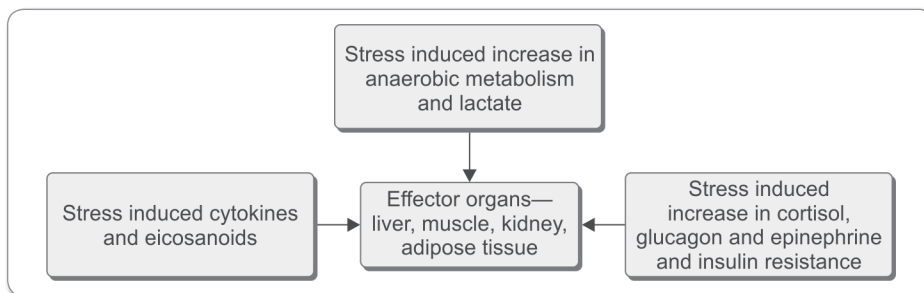 Stress induced increase in
anaerobic metabolism
and lactate
Stress induced cytokines
and eicosanoids
Effector organs—
liver, muscle, kidney,
adipose tissue
Stress induced
increase in cortisol,
glucagon and epinephrine
and insulin resistance